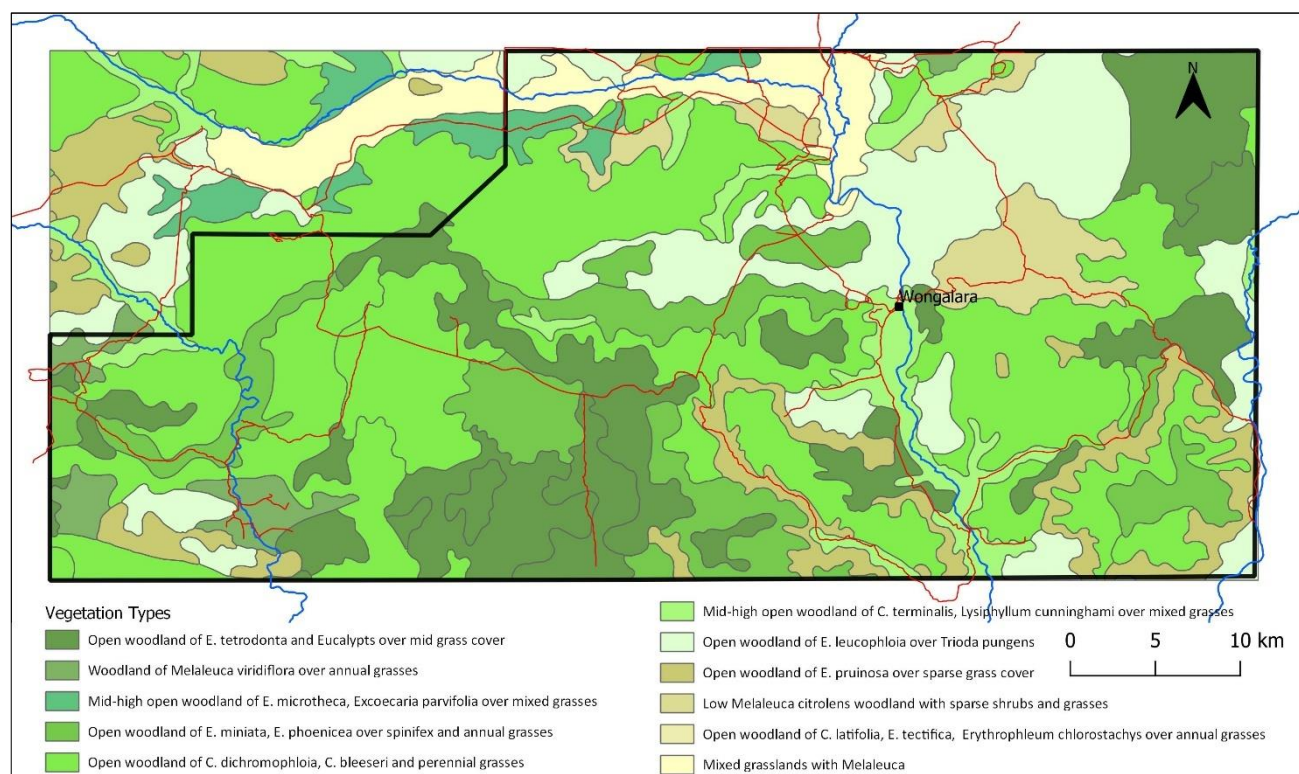 N
Wongalara
Vegetation Types
Open woodland of E. tetrodonta and Eucalypts over mid grass cover
Woodland of Melaleuca viridiflora over annual grasses
Mid-high open woodland of E. microtheca, Excoecaria parvifolia over mixed grasses
Open woodland of E. miniata, E. phoenicea over spinifex and annual grasses
Open woodland of C. dichromophloia, C. bleeseri and perennial grasses
Mid-high open woodland of C. terminalis, Lysiphyllum cunninghami over mixed grasses
Open woodland of E. leucophloia over Trioda pungens
Open woodland of E. pruinosa over sparse grass cover
Low Melaleuca citrolens woodland with sparse shrubs and grasses
Open woodland of C. latifolia, E. tectifica, Erythrophleum chlorostachys over annual grasses
Mixed grasslands with Melaleuca
0 5 10 km